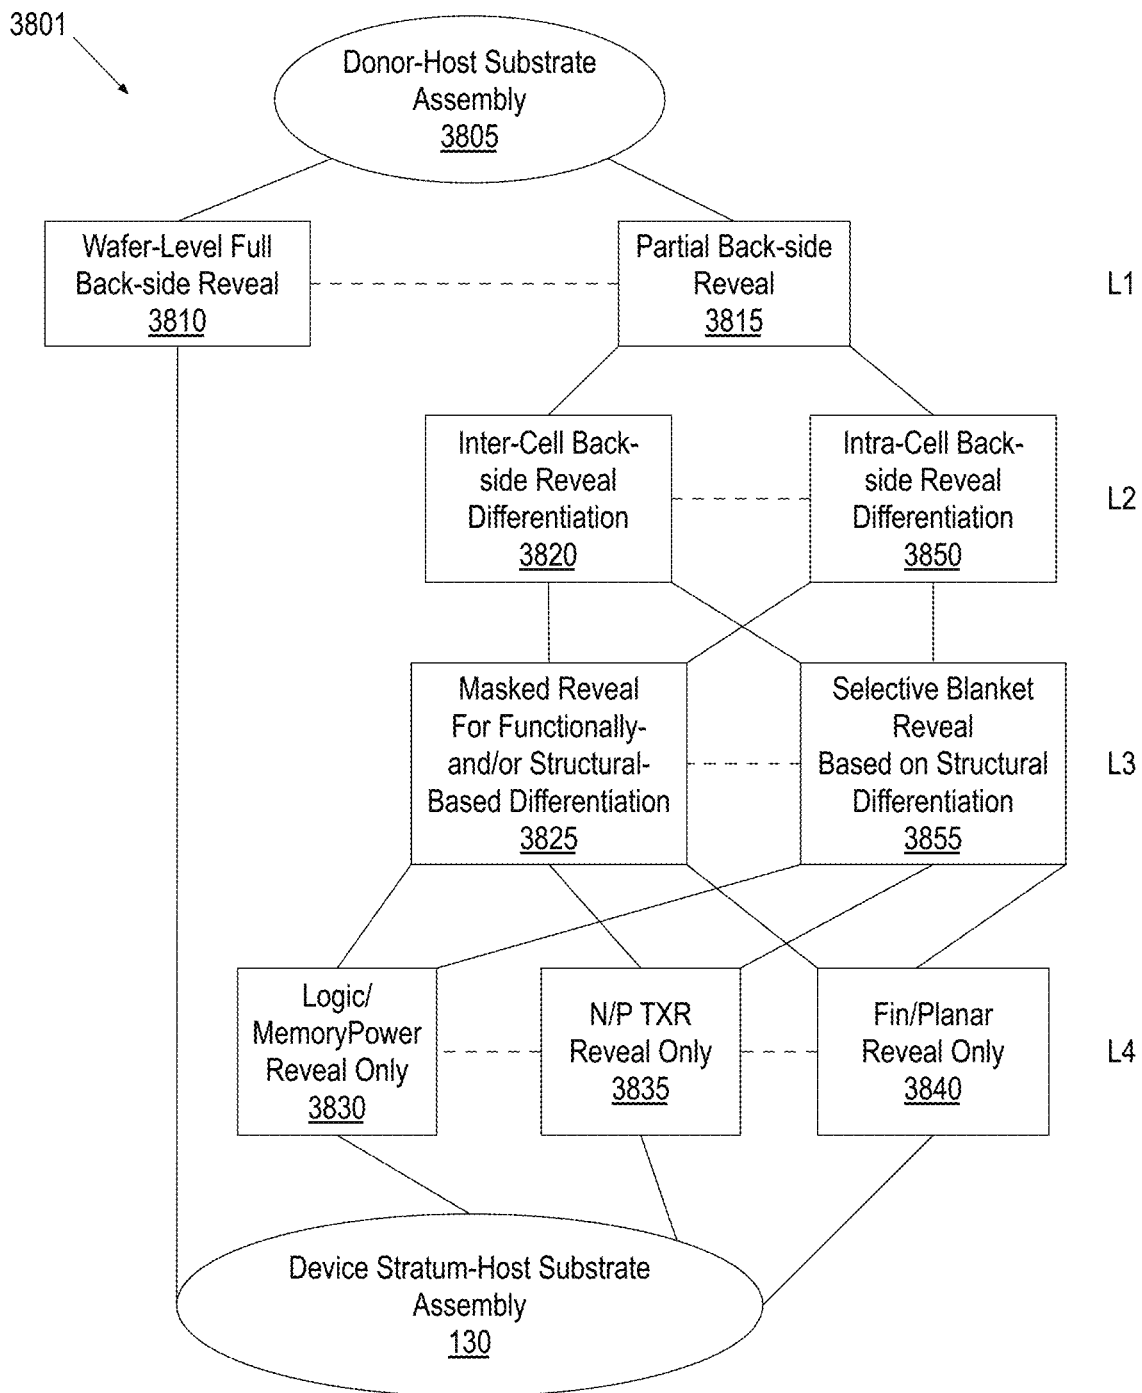 3801
Donor-Host Substrate
Assembly
3805
Wafer-Level Full
Back-side Reveal
3810
Partial Back-side
Reveal
3815
L1
Inter-Cell Back-
side Reveal
Differentiation
3820
Intra-Cell Back-
side Reveal
Differentiation
3850
L2
Masked Reveal
For Functionally-
and/or Structural-
Based Differentiation
3825
Selective Blanket
Reveal
Based on Structural
Differentiation
3855
L3
Logic/
MemoryPower
Reveal Only
3830
N/P TXR
Reveal Only
3835
Fin/Planar
Reveal Only
3840
L4
Device Stratum-Host Substrate
Assembly
130